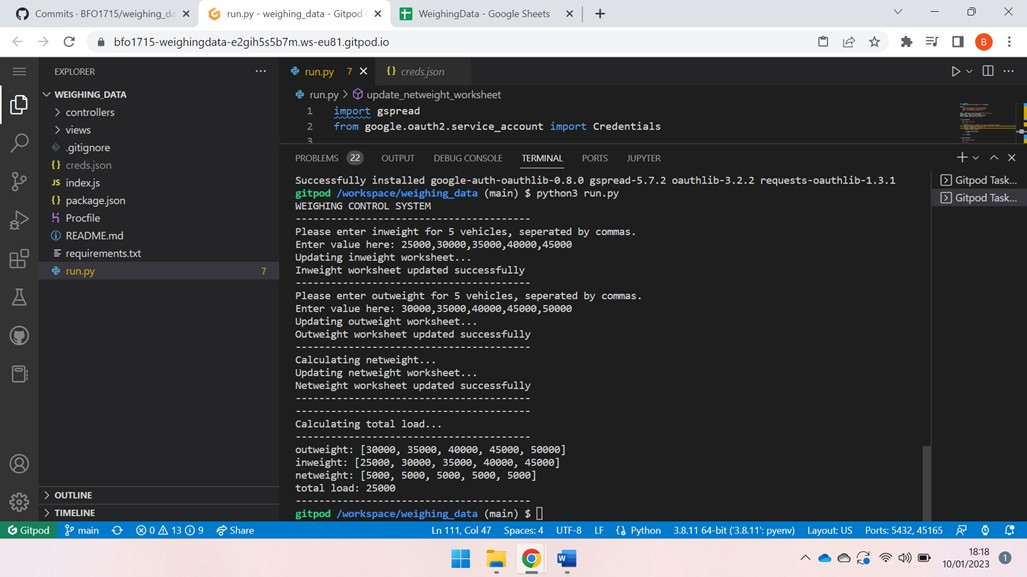 Commits · BFO1715/weighing_da
run.py - weighing_data - Gitpod
WeighingData - Google Sheets
bfo1715-weighingdata-e2gih5s5b7m.ws-eu81.gitpod.io
B
EXPLORER
WEIGHING_DATA
controllers
views
.gitignore
creds.json
JS index.js
package.json
Procfile
README.md
requirements.txt
run.py 7
OUTLINE
TIMELINE
run.py 7
creds.json
run.py > update_netweight_worksheet
1 import gspread
2 from google.oauth2.service_account import Credentials
3
PROBLEMS 22 OUTPUT DEBUG CONSOLE TERMINAL PORTS JUPYTER
Gitpod Task...
Gitpod Task...
Successfully installed google-auth-oauthlib-0.8.0 gspread-5.7.2 oauthlib-3.2.2 requests-oauthlib-1.3.1
gitpod /workspace/weighing_data (main) $ python3 run.py
WEIGHING CONTROL SYSTEM
-------------------------------------
Please enter inweight for 5 vehicles, seperated by commas.
Enter value here: 25000,30000,35000,40000,45000
Updating inweight worksheet...
Inweight worksheet updated successfully
-------------------------------------
Please enter outweight for 5 vehicles, seperated by commas.
Enter value here: 30000,35000,40000,45000,50000
Updating outweight worksheet...
Outweight worksheet updated successfully
-------------------------------------
Calculating netweight...
Updating netweight worksheet...
Netweight worksheet updated successfully
-------------------------------------
-------------------------------------
Calculating total load...
-------------------------------------
outweight: [30000, 35000, 40000, 45000, 50000]
inweight: [25000, 30000, 35000, 40000, 45000]
netweight: [5000, 5000, 5000, 5000, 5000]
total load: 25000
-------------------------------------
gitpod /workspace/weighing_data (main) $
Gitpod main 0 13 9 Share Ln 111, Col 47 Spaces: 4 UTF-8 LF Python 3.8.11 64-bit ('3.8.11': pyenv) Layout: US Ports: 5432, 45165
18:18
10/01/2023
1